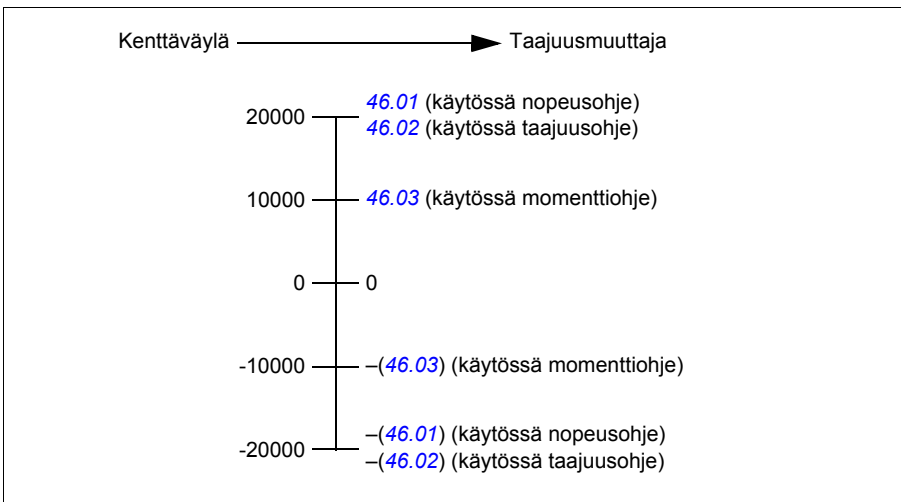 Kenttäväylä Taajuusmuuttaja
46.01 (käytössä nopeusohje)
20000
46.02 (käytössä taajuusohje)
10000 46.03 (käytössä momenttiohje)
0 0
-10000 –(46.03) (käytössä momenttiohje)
–(46.01) (käytössä nopeusohje)
-20000
–(46.02) (käytössä taajuusohje)